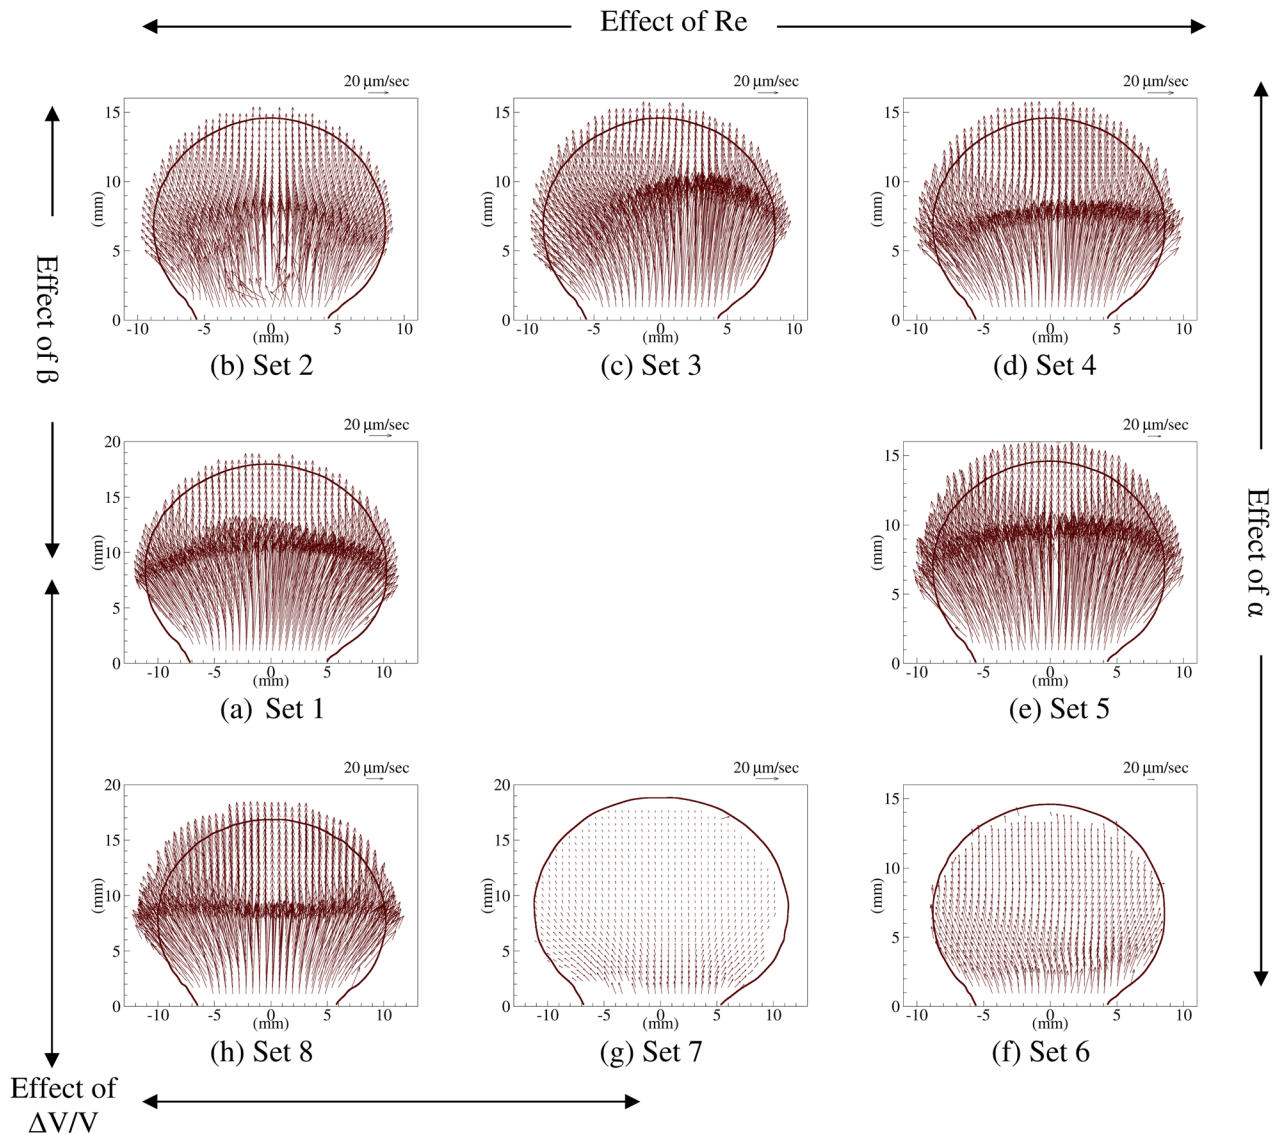 Effect of Re
20 µm/sec
15
10
5
0
(mm)
-10 -5 0 5 10
(mm)
(b) Set 2
20 µm/sec
15
10
5
0
(mm)
-10 -5 0 5 10
(mm)
(c) Set 3
20 µm/sec
15
10
5
0
(mm)
-10 -5 0 5 10
(mm)
(d) Set 4
Effect of ß
20 µm/sec
20
15
10
5
0
(mm)
-10 -5 0 5 10
(mm)
(a) Set 1
20 µm/sec
15
10
5
0
(mm)
-10 -5 0 5 10
(mm)
(e) Set 5
Effect of α
20 µm/sec
20
15
10
5
0
(mm)
-10 -5 0 5 10
(mm)
(h) Set 8
20 µm/sec
20
15
10
5
0
(mm)
-10 -5 0 5 10
(mm)
(g) Set 7
20 µm/sec
15
10
5
0
(mm)
-10 -5 0 5 10
(mm)
(f) Set 6
Effect of
ΔV/V